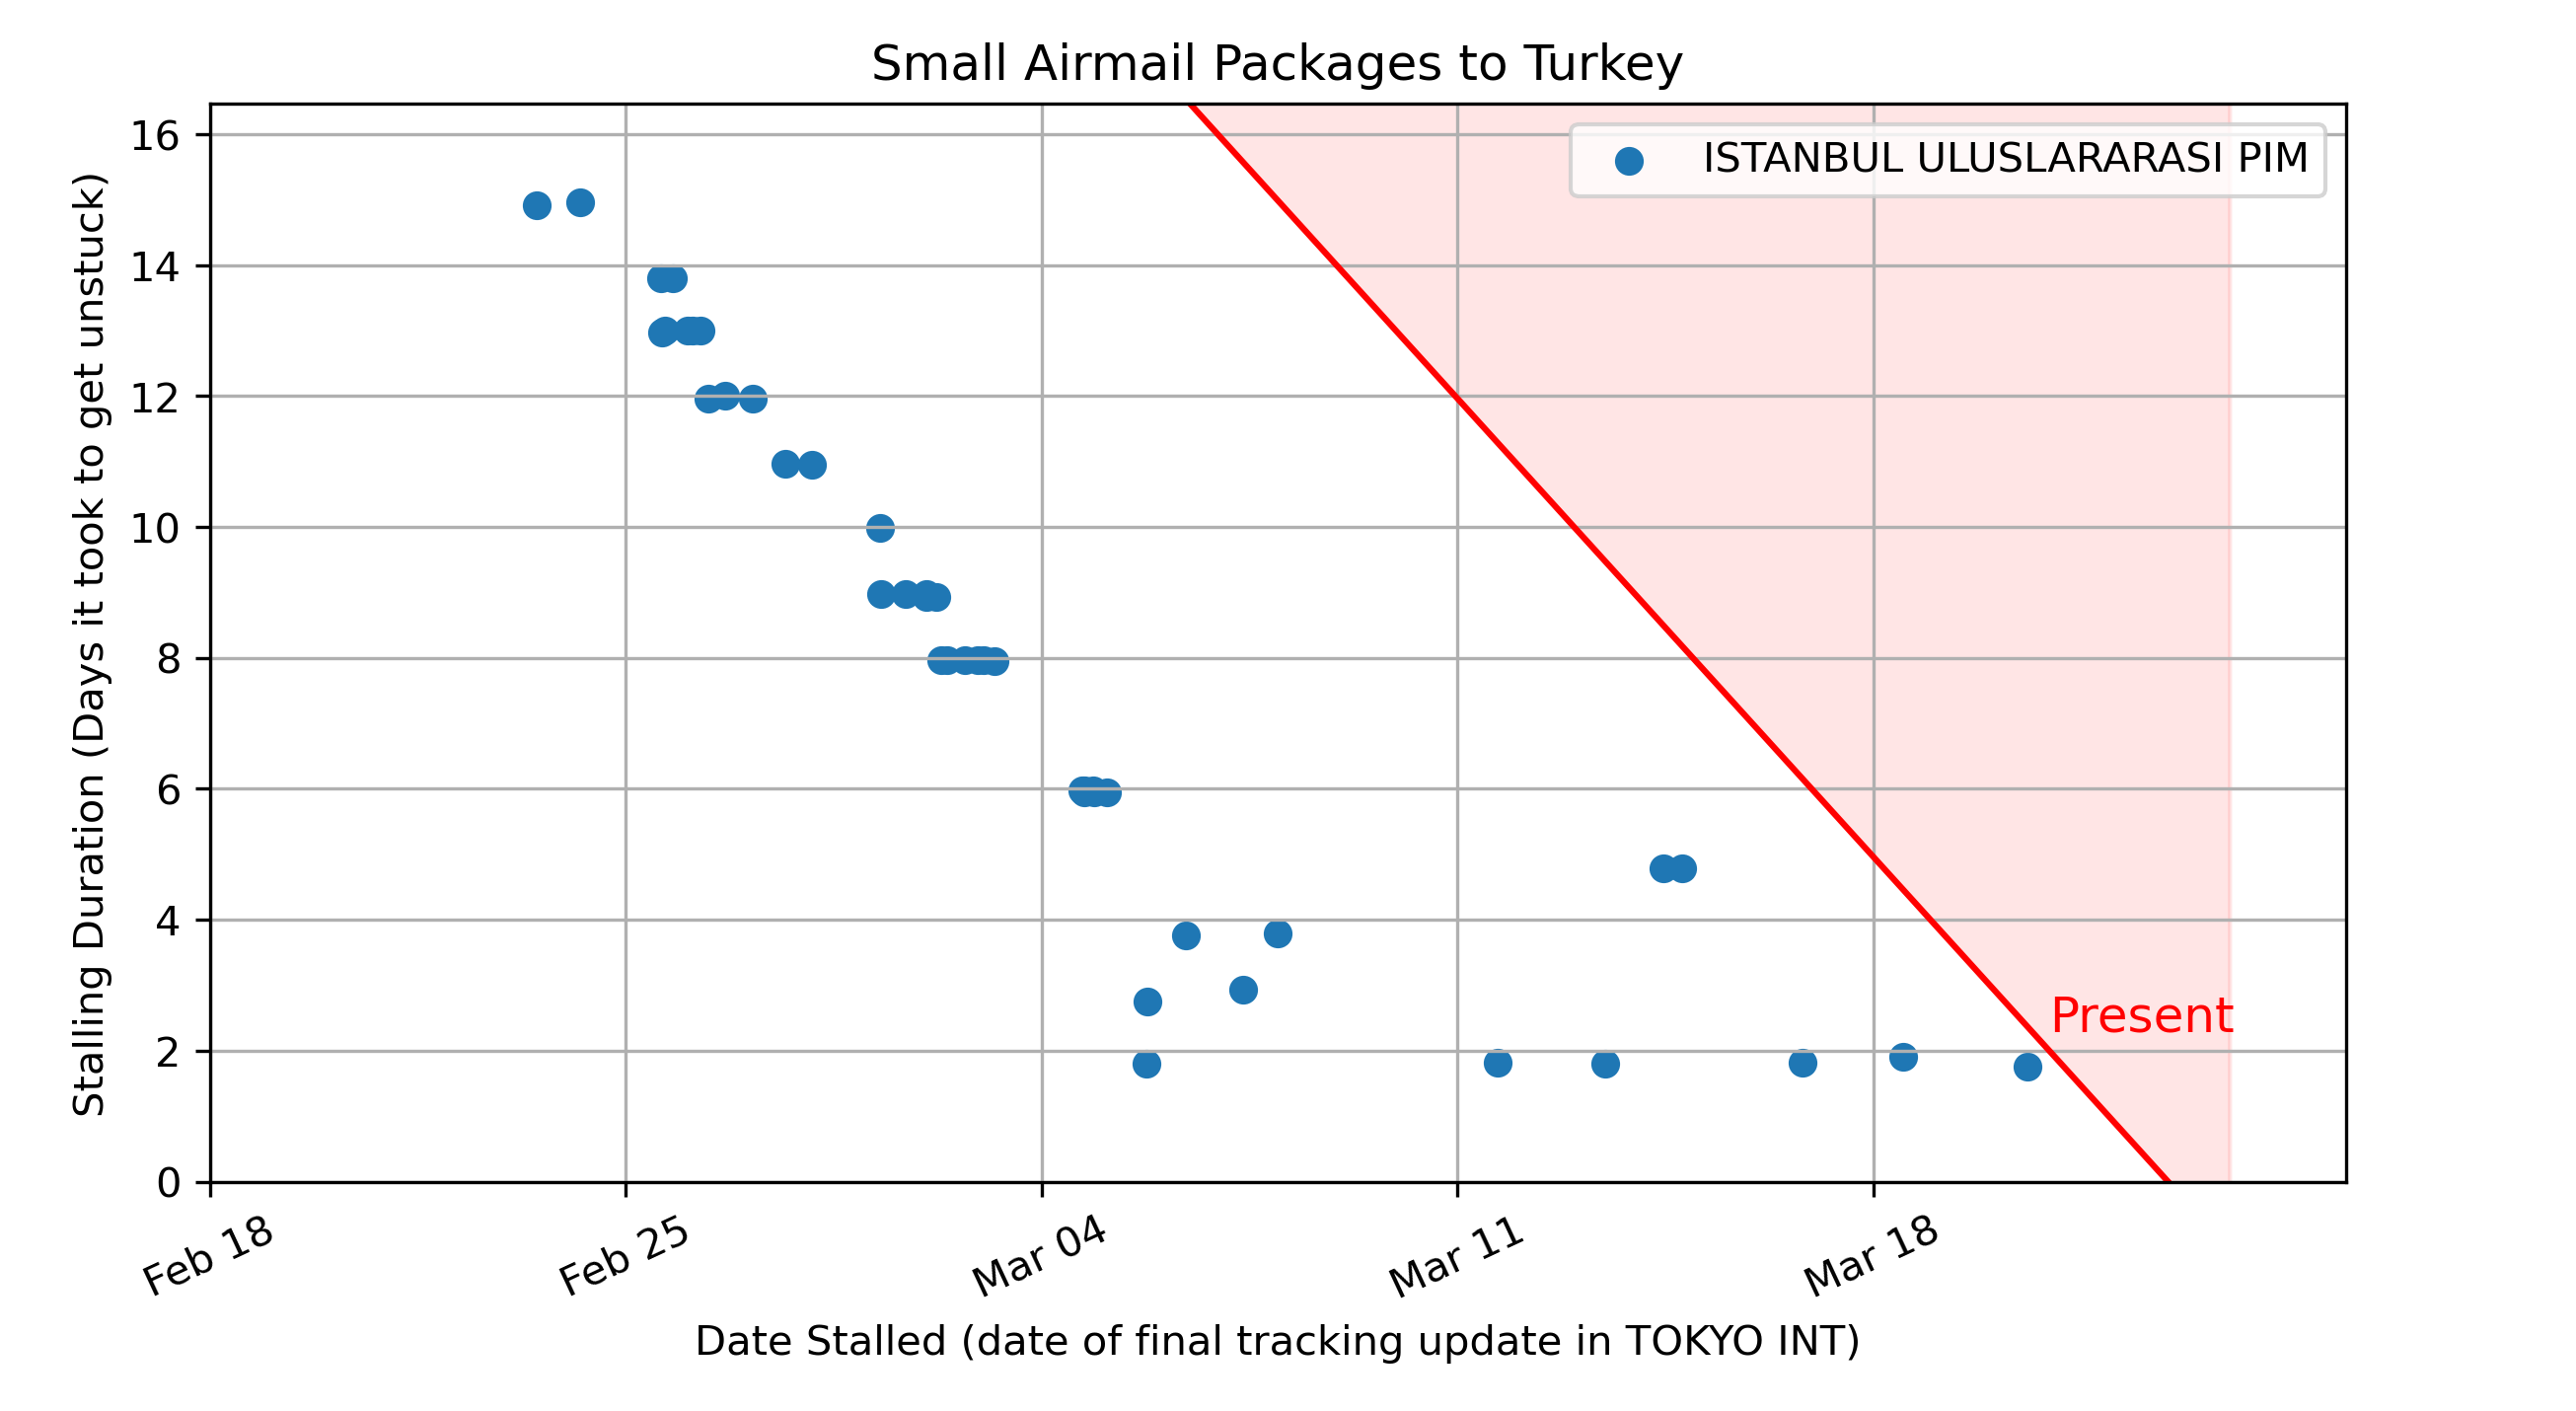 Small Airmail Packages to Turkey
ISTANBUL ULUSLARARASI PIM
Stalling Duration (Days it took to get unstuck)
16
14
12
10
8
6
4
2
0
Present
Feb 18
Feb 25
Mar 04
Mar 11
Mar 18
Date Stalled (date of final tracking update in TOKYO INT)